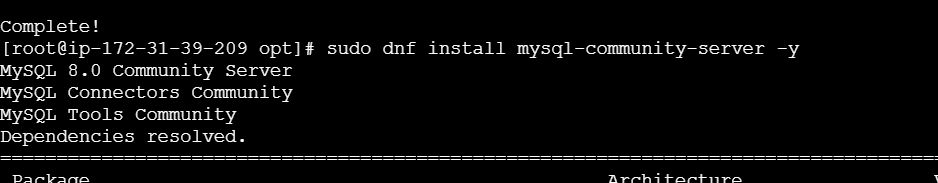 Complete!
[root@ip-172-31-39-209 opt]# sudo dnf install mysql-community-server -y
MySQL 8.0 Community Server
MySQL Connectors Community
MySQL Tools Community
Dependencies resolved.
====================================================================================
Package Architecture